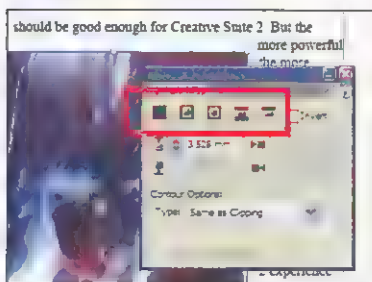 should be good enough for Creative Suite 2 But the
more powerful
the more
Invert
3.528 mm
Contour Options:
Type: Same as Clipping
experience